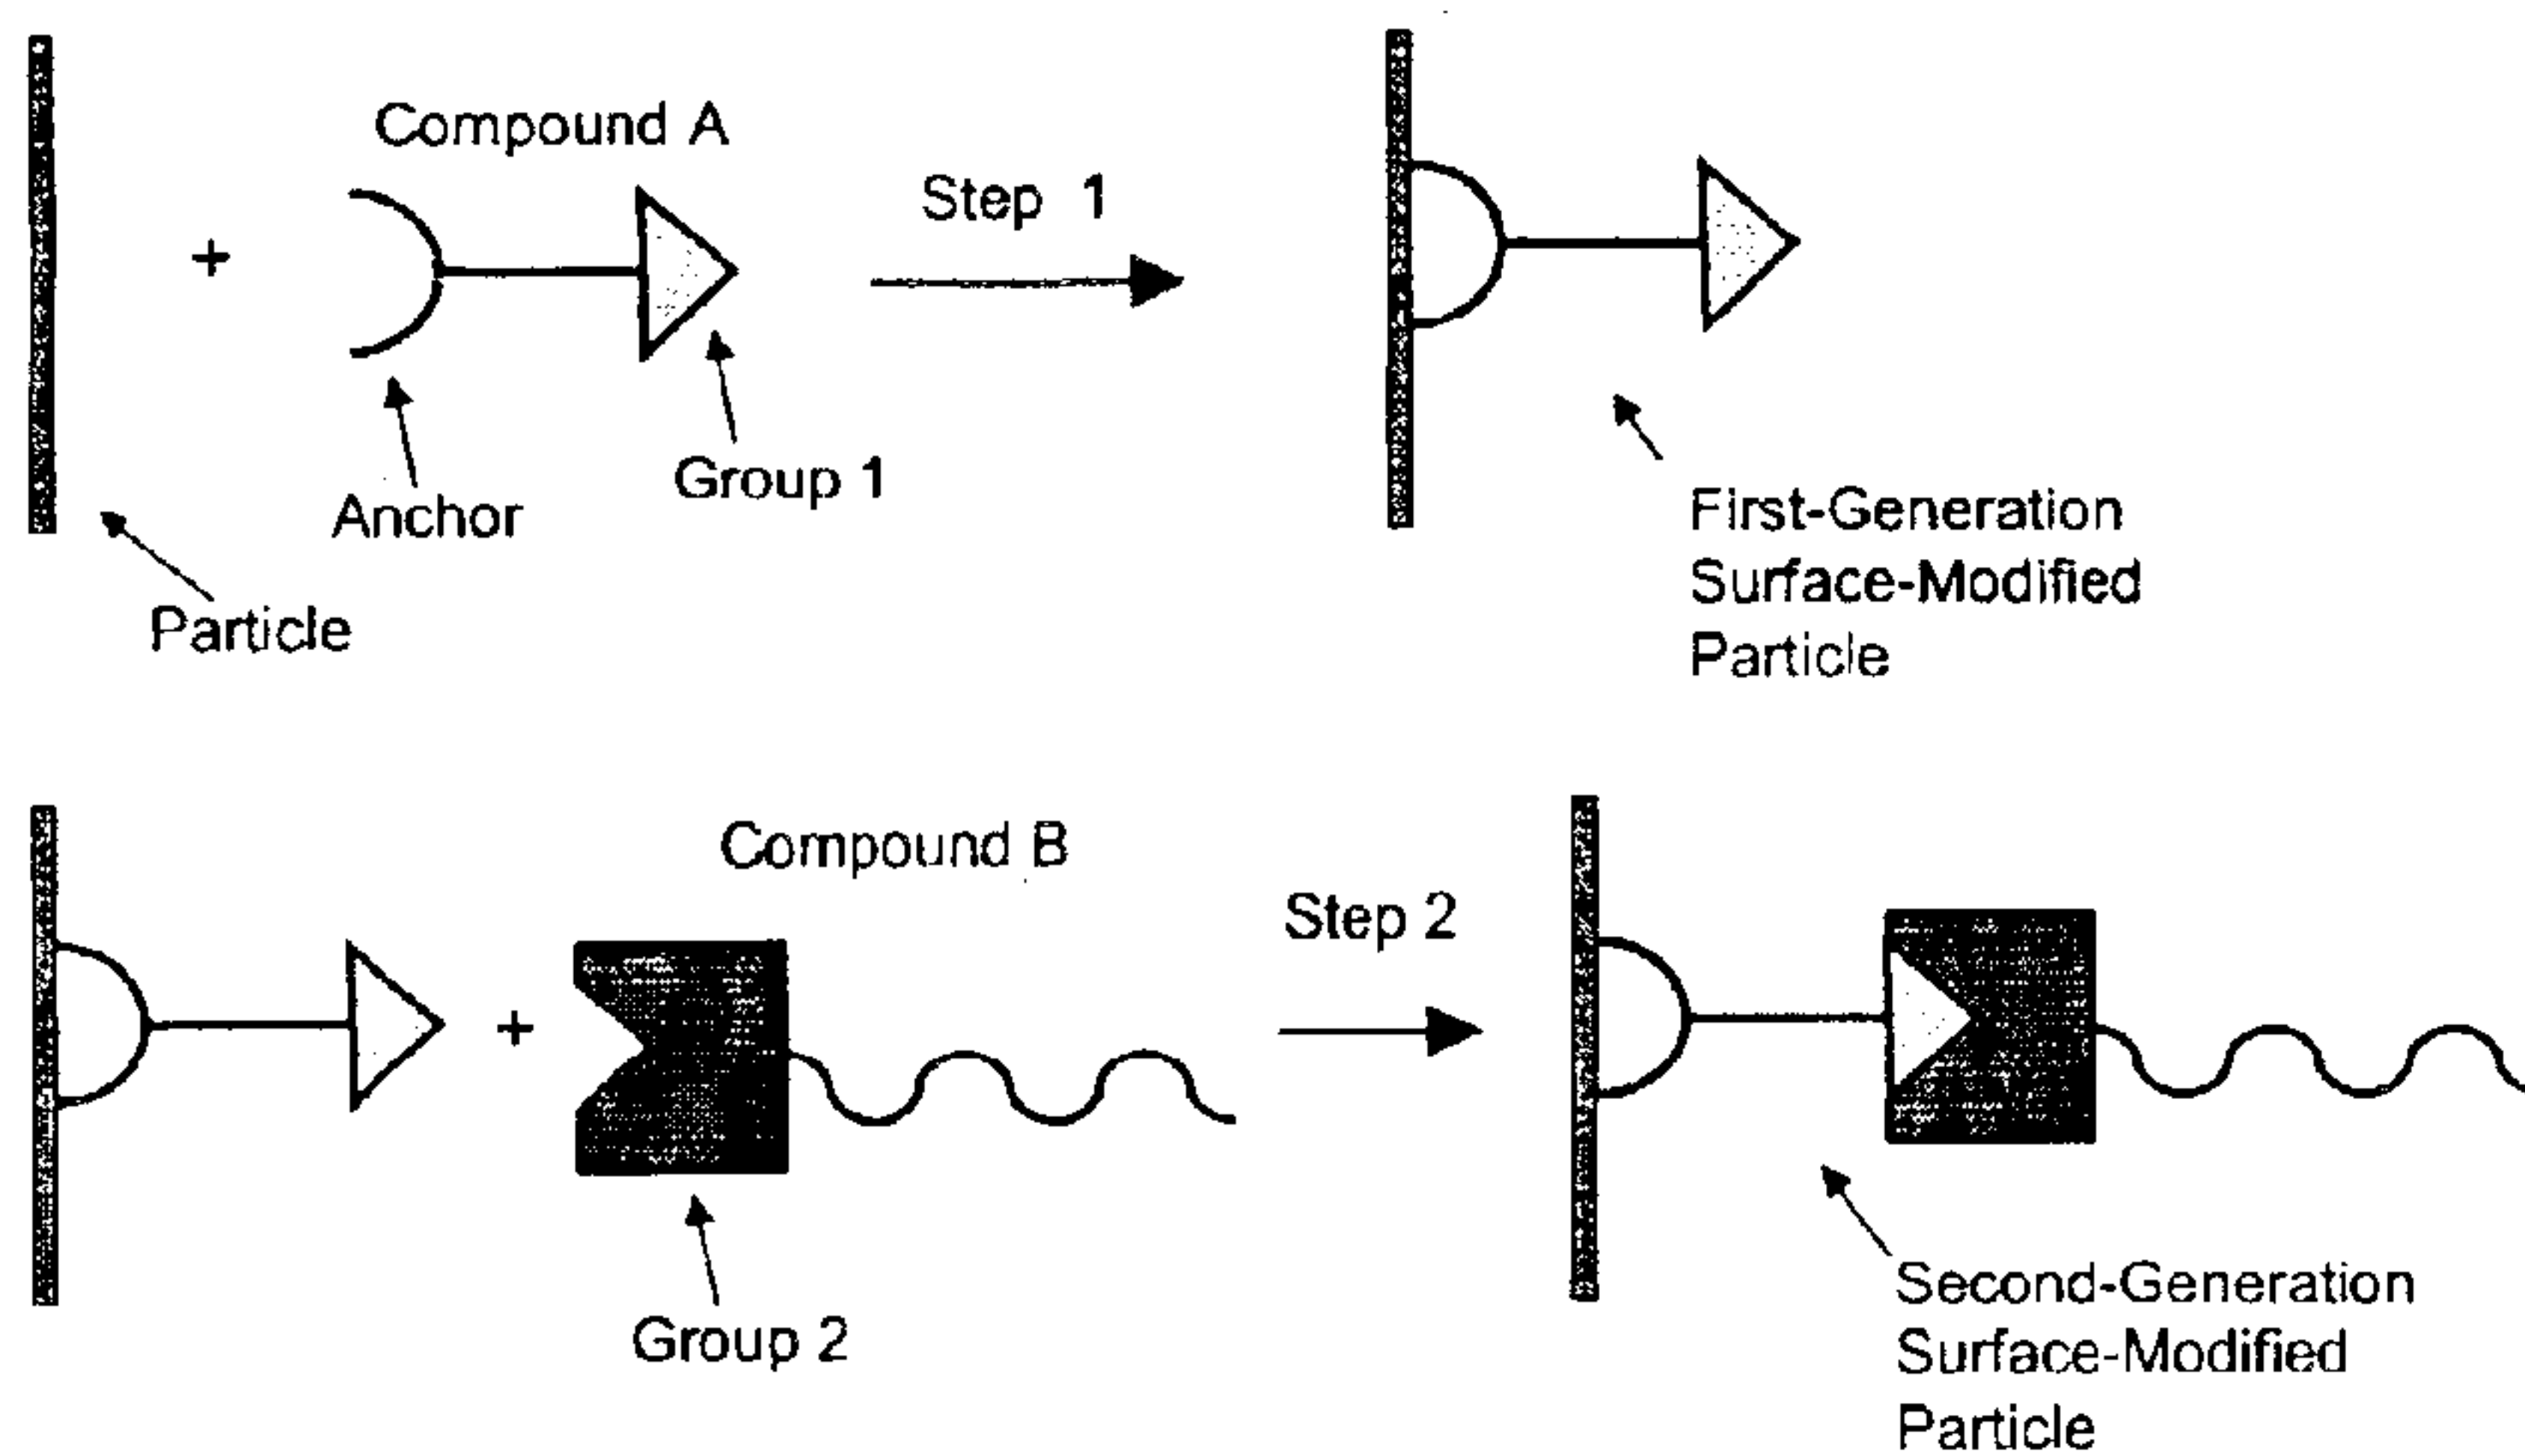 Compound A
Step 1
+
Group 1
Anchor
Particle
First-Generation
Surface-Modified
Particle
Compound B
Step 2
+
Group 2
Second-Generation
Surface-Modified
Particle